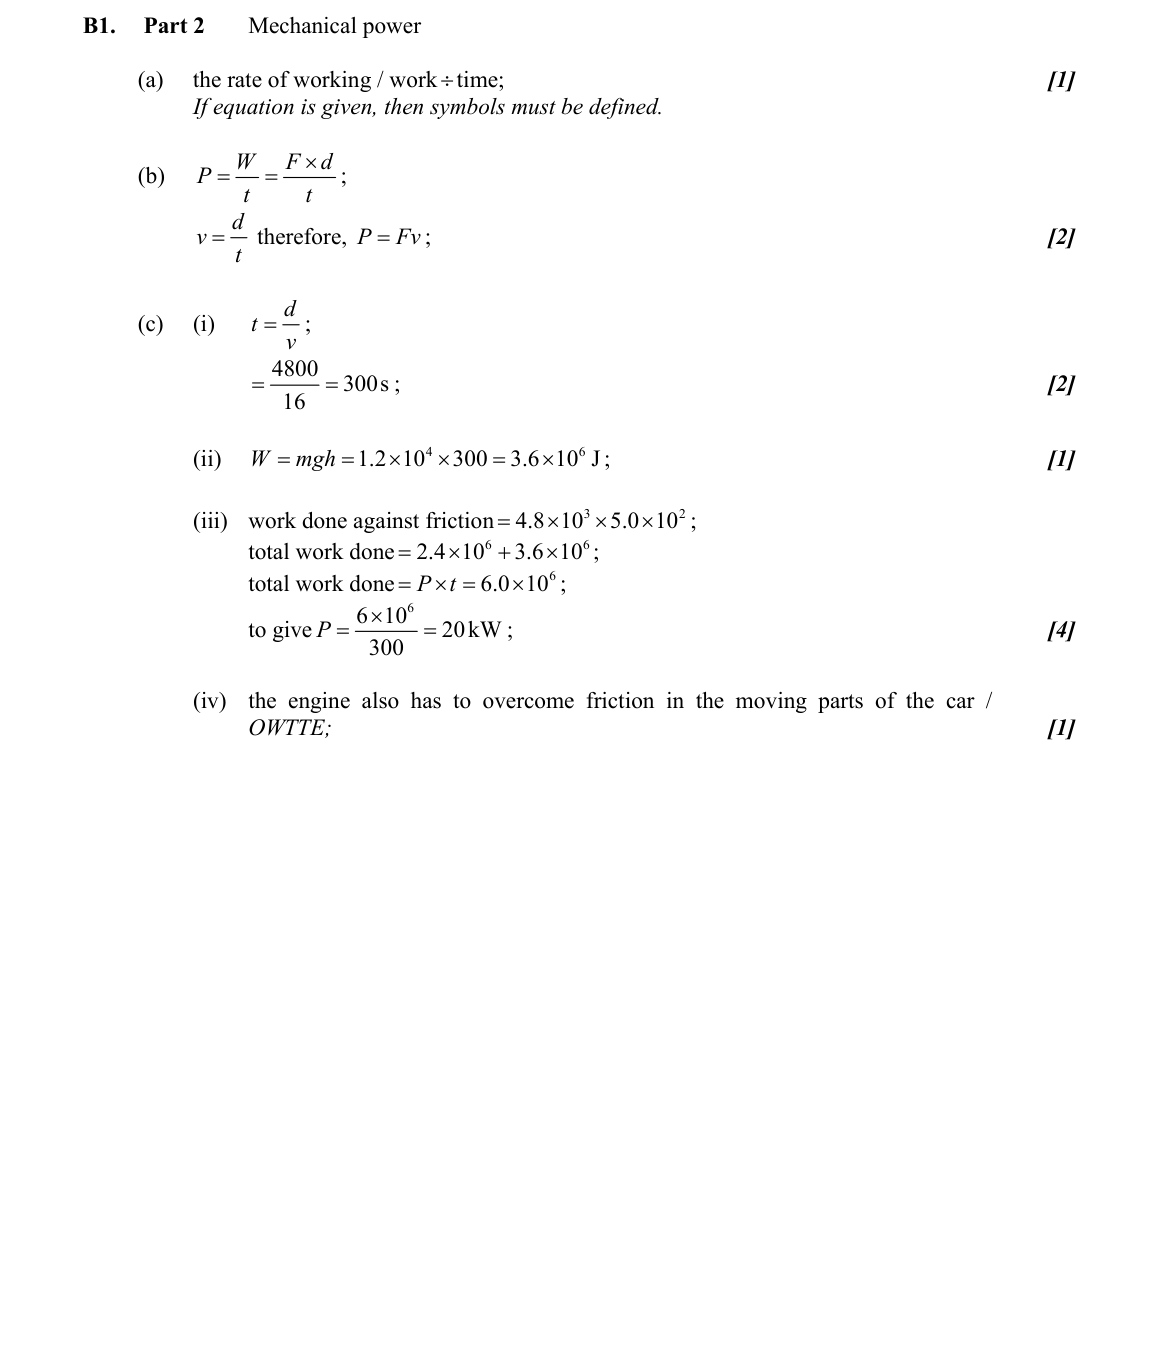 B1. Part 2 Mechanical power
(a) the rate of working / work ÷ time; [1]
If equation is given, then symbols must be defined.
(b) P = W/t = F × d/t ;
v = d/t therefore, P = Fv ; [2]
(c) (i) t = d/v ;
= 4800/16 = 300 s ; [2]
(ii) W = mgh = 1.2 × 10⁴ × 300 = 3.6 × 10⁶ J ; [1]
(iii) work done against friction = 4.8 × 10³ × 5.0 × 10² ;
total work done = 2.4 × 10⁶ + 3.6 × 10⁶ ;
total work done = P × t = 6.0 × 10⁶ ;
to give P = 6 × 10⁶/300 = 20 kW ; [4]
(iv) the engine also has to overcome friction in the moving parts of the car /
OWTTE; [1]